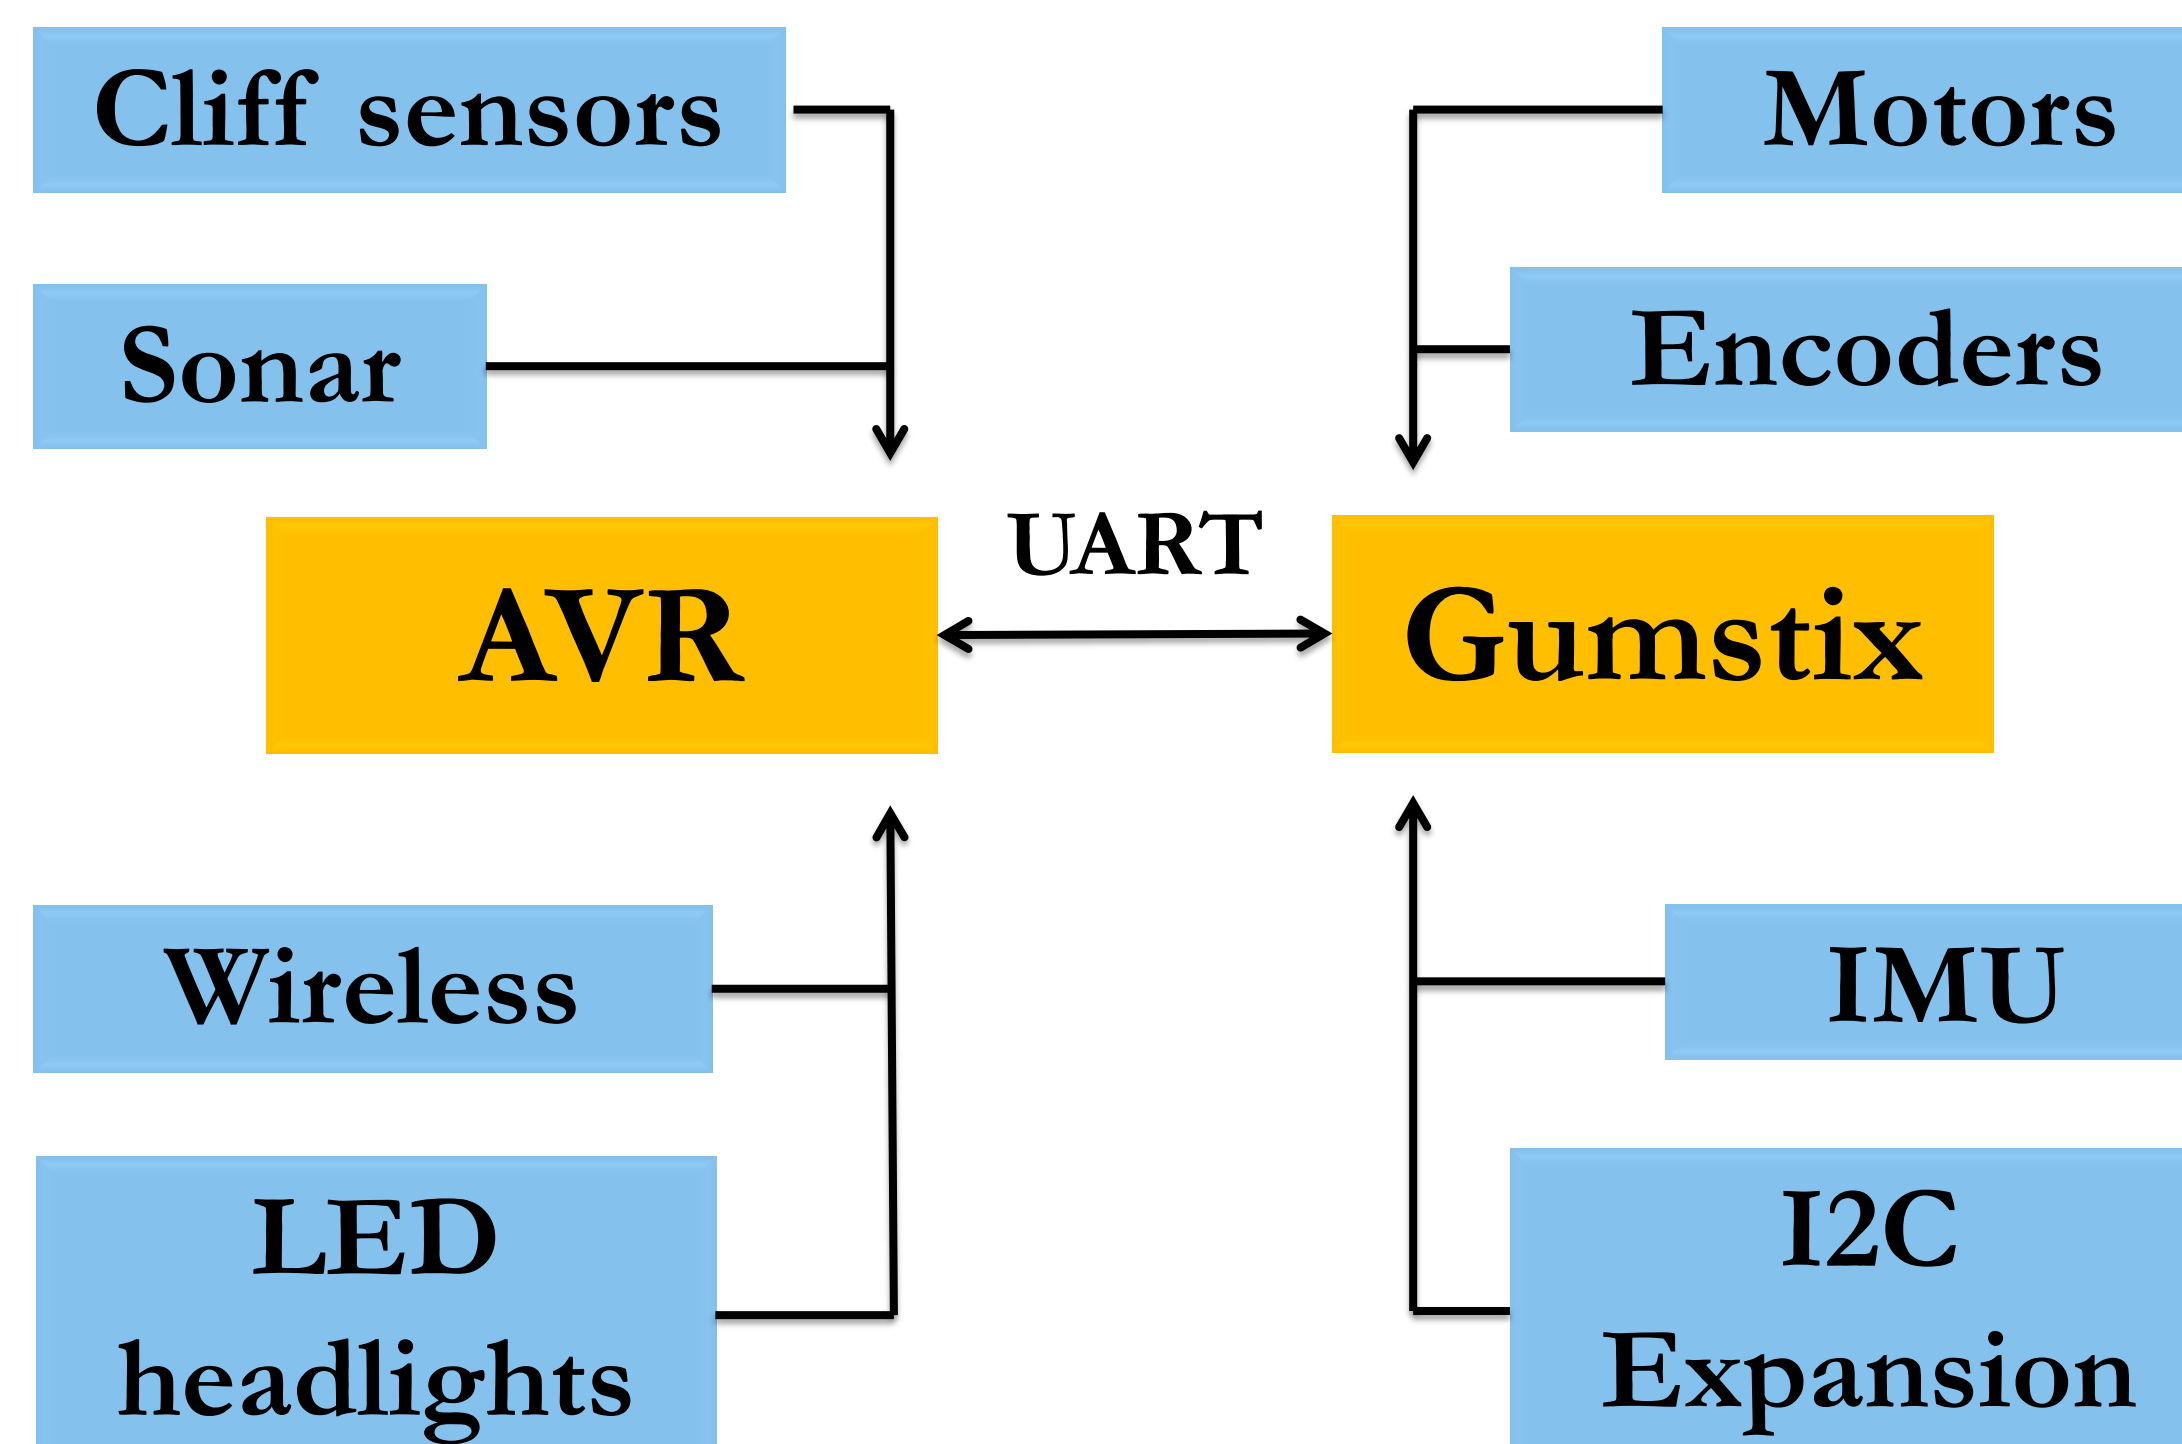 Cliff sensors
Motors
Sonar
Encoders
UART
AVR
Gumstix
Wireless
IMU
LED
headlights
I2C
Expansion